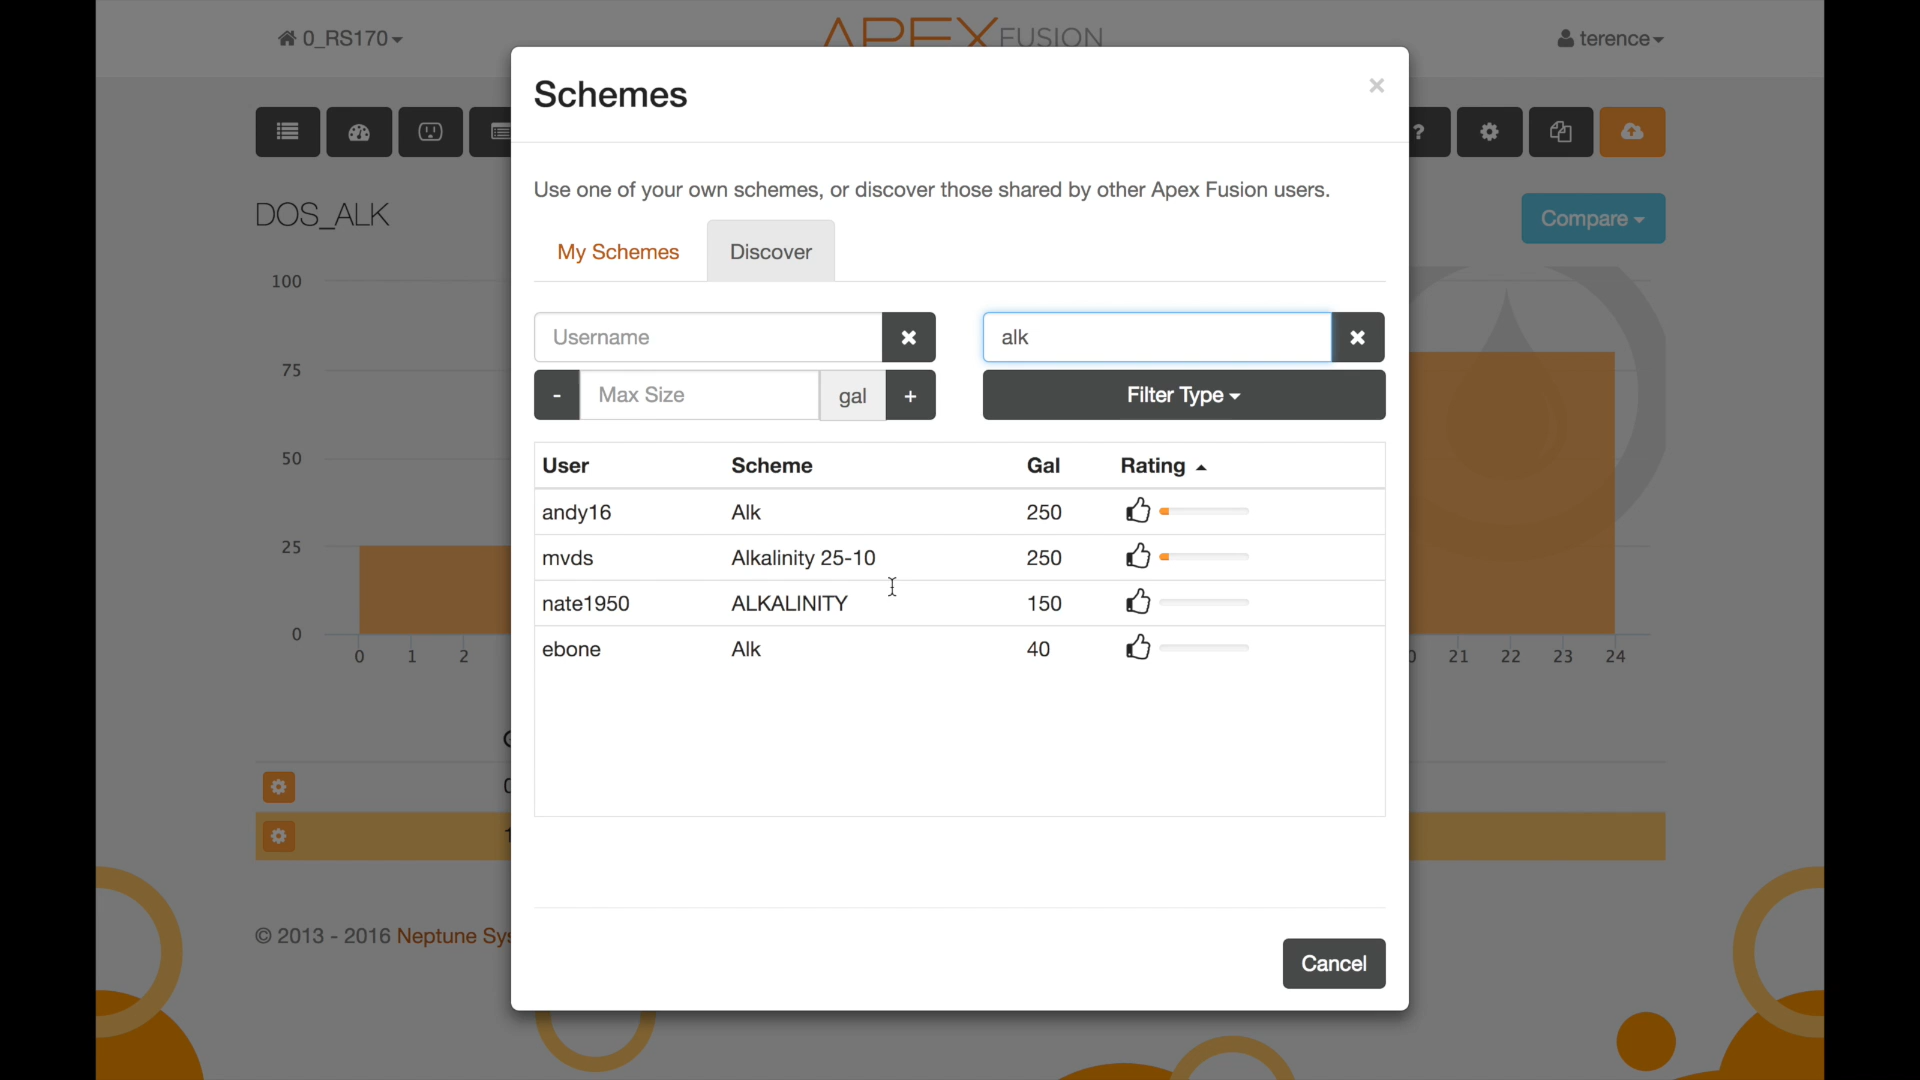 0_RS170
APEX FUSION
terence
Schemes
×
Use one of your own schemes, or discover those shared by other Apex Fusion users.
?
DOS_ALK
Compare
My Schemes
Discover
Username
alk
-
Max Size
gal
+
Filter Type
User Scheme Gal Rating
andy16 Alk 250
mvds Alkalinity 25-10 250
nate1950 ALKALINITY 150
ebone Alk 40
100
75
50
25
0
0 1 2
21 22 23 24
© 2013 - 2016 Neptune
Cancel